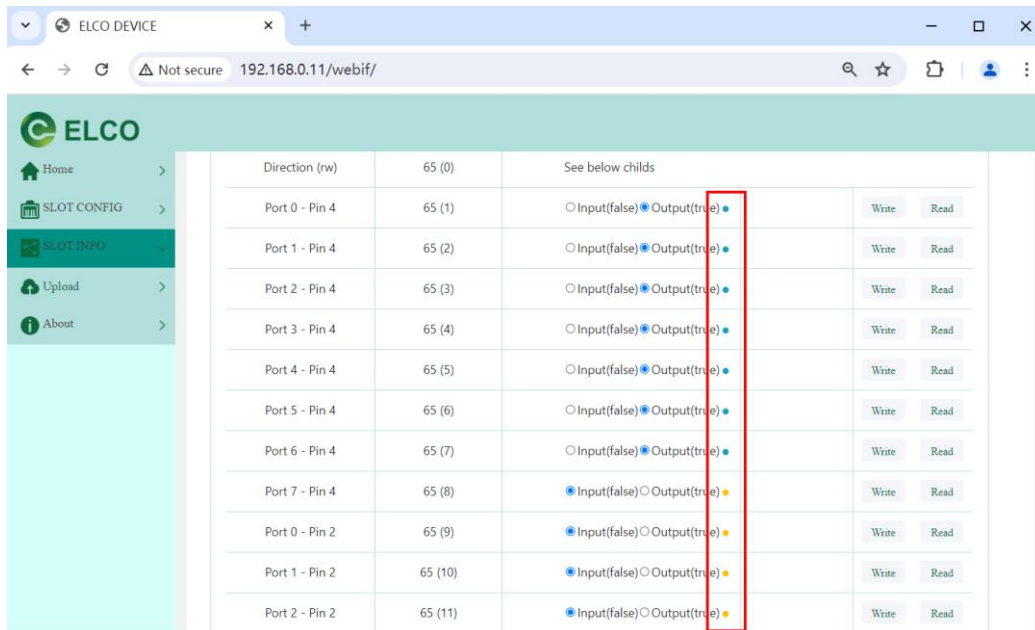 ELCO DEVICE
Not secure 192.168.0.11/webif/
ELCO
Home
SLOT CONFIG
SLOT INFO
Upload
About
Direction (rw) 65 (0) See below childs
Port 0 - Pin 4 65 (1) Input(false) Output(true) Write Read
Port 1 - Pin 4 65 (2) Input(false) Output(true) Write Read
Port 2 - Pin 4 65 (3) Input(false) Output(true) Write Read
Port 3 - Pin 4 65 (4) Input(false) Output(true) Write Read
Port 4 - Pin 4 65 (5) Input(false) Output(true) Write Read
Port 5 - Pin 4 65 (6) Input(false) Output(true) Write Read
Port 6 - Pin 4 65 (7) Input(false) Output(true) Write Read
Port 7 - Pin 4 65 (8) Input(false) Output(true) Write Read
Port 0 - Pin 2 65 (9) Input(false) Output(true) Write Read
Port 1 - Pin 2 65 (10) Input(false) Output(true) Write Read
Port 2 - Pin 2 65 (11) Input(false) Output(true) Write Read